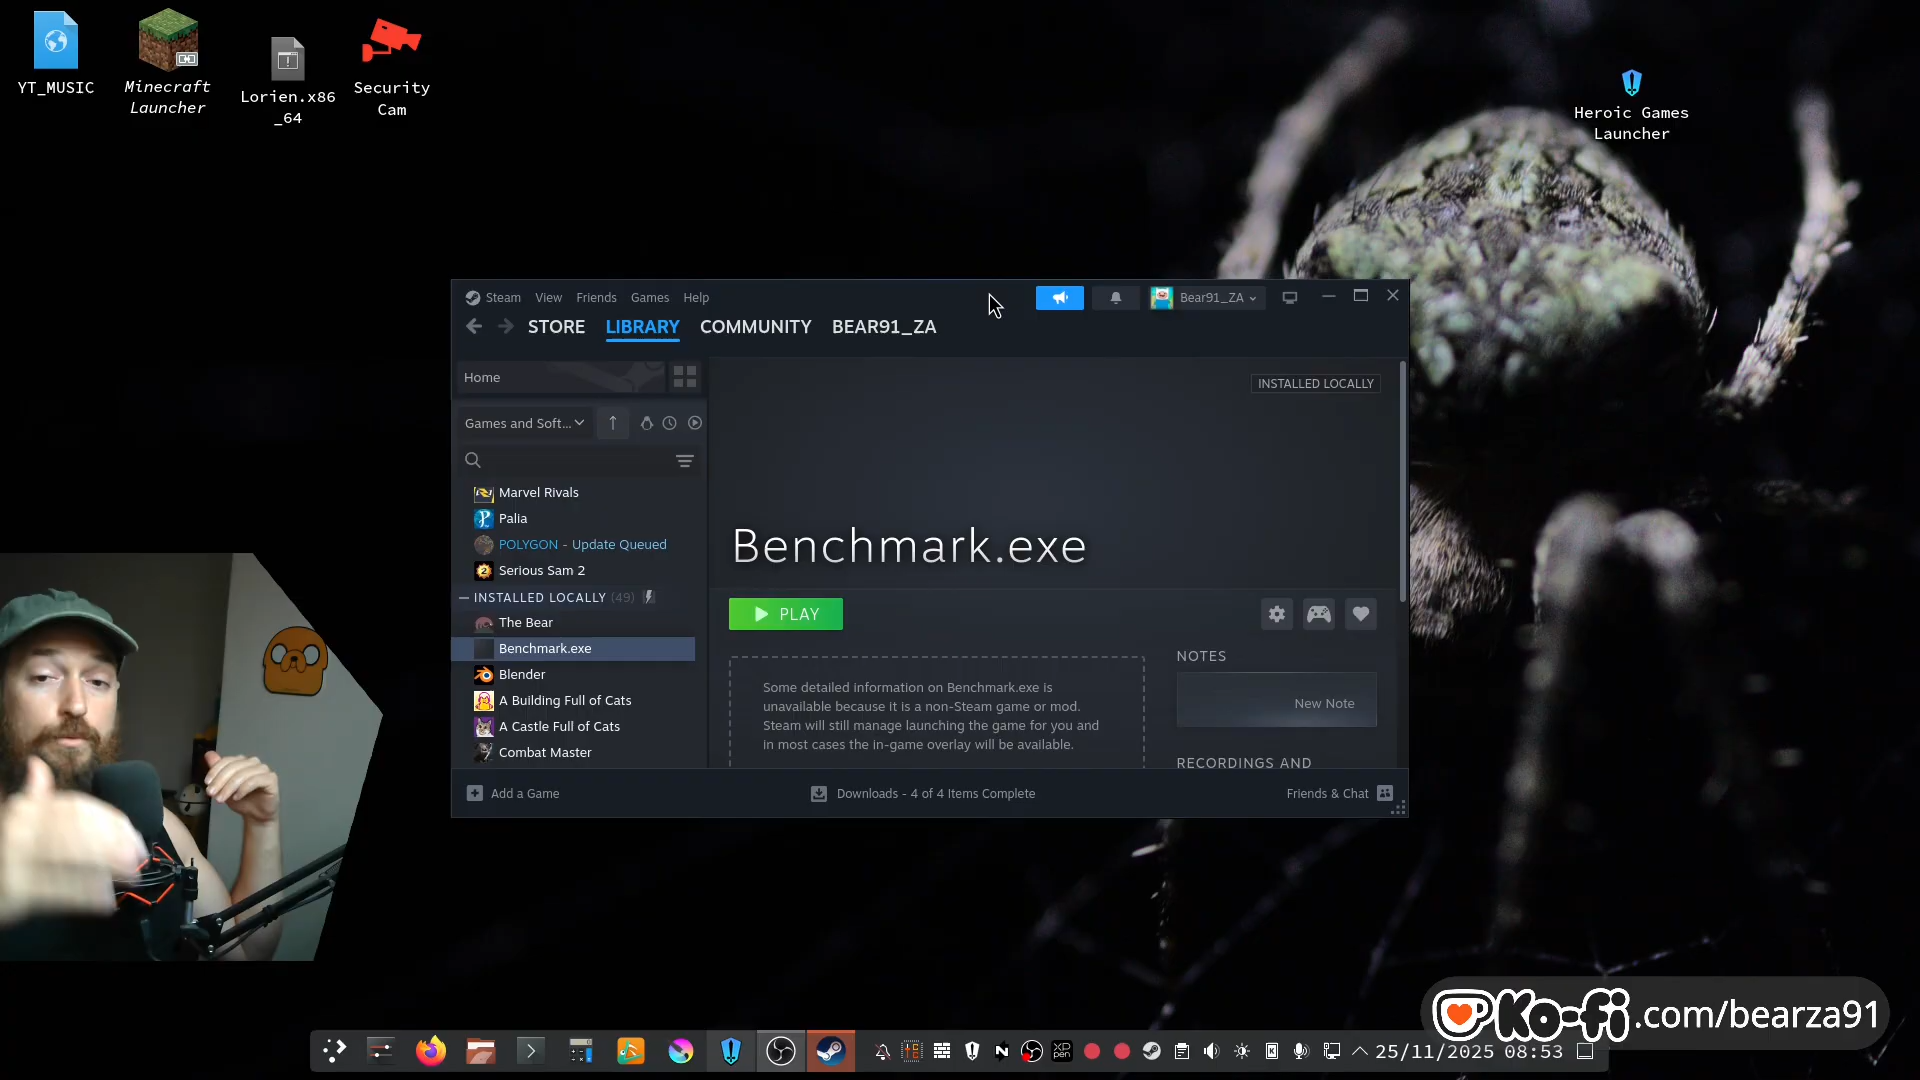 YT_MUSIC
Minecraft
Launcher
Lorien.x86
_64
Security
Cam
Heroic Games
Launcher
Steam View Friends Games Help
Bear91_ZA
STORE LIBRARY COMMUNITY BEAR91_ZA
Home
INSTALLED LOCALLY
Games and Soft...
Marvel Rivals
Palia
POLYGON - Update Queued
Serious Sam 2
INSTALLED LOCALLY (49)
The Bear
Benchmark.exe
Blender
A Building Full of Cats
A Castle Full of Cats
Combat Master
Benchmark.exe
PLAY
Some detailed information on Benchmark.exe is
unavailable because it is a non-Steam game or mod.
Steam will still manage launching the game for you and
in most cases the in-game overlay will be available.
NOTES
New Note
RECORDINGS AND
Add a Game
Downloads - 4 of 4 Items Complete
Friends & Chat
Ko-fi.com/bearza91
XP
pen
25/11/2025 08:53